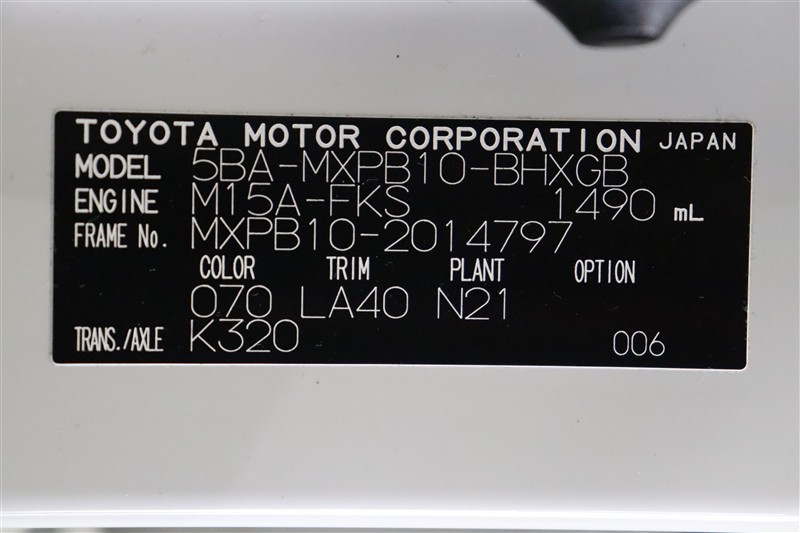 TOYOTA MOTOR CORPORATION JAPAN
MODEL 5BA-MXPB10-BHXGB
ENGINE M15A-FKS 1490 mL
FRAME No. MXPB10-2014797
COLOR TRIM PLANT OPTION
070 LA40 N21
TRANS./AXLE K320 006